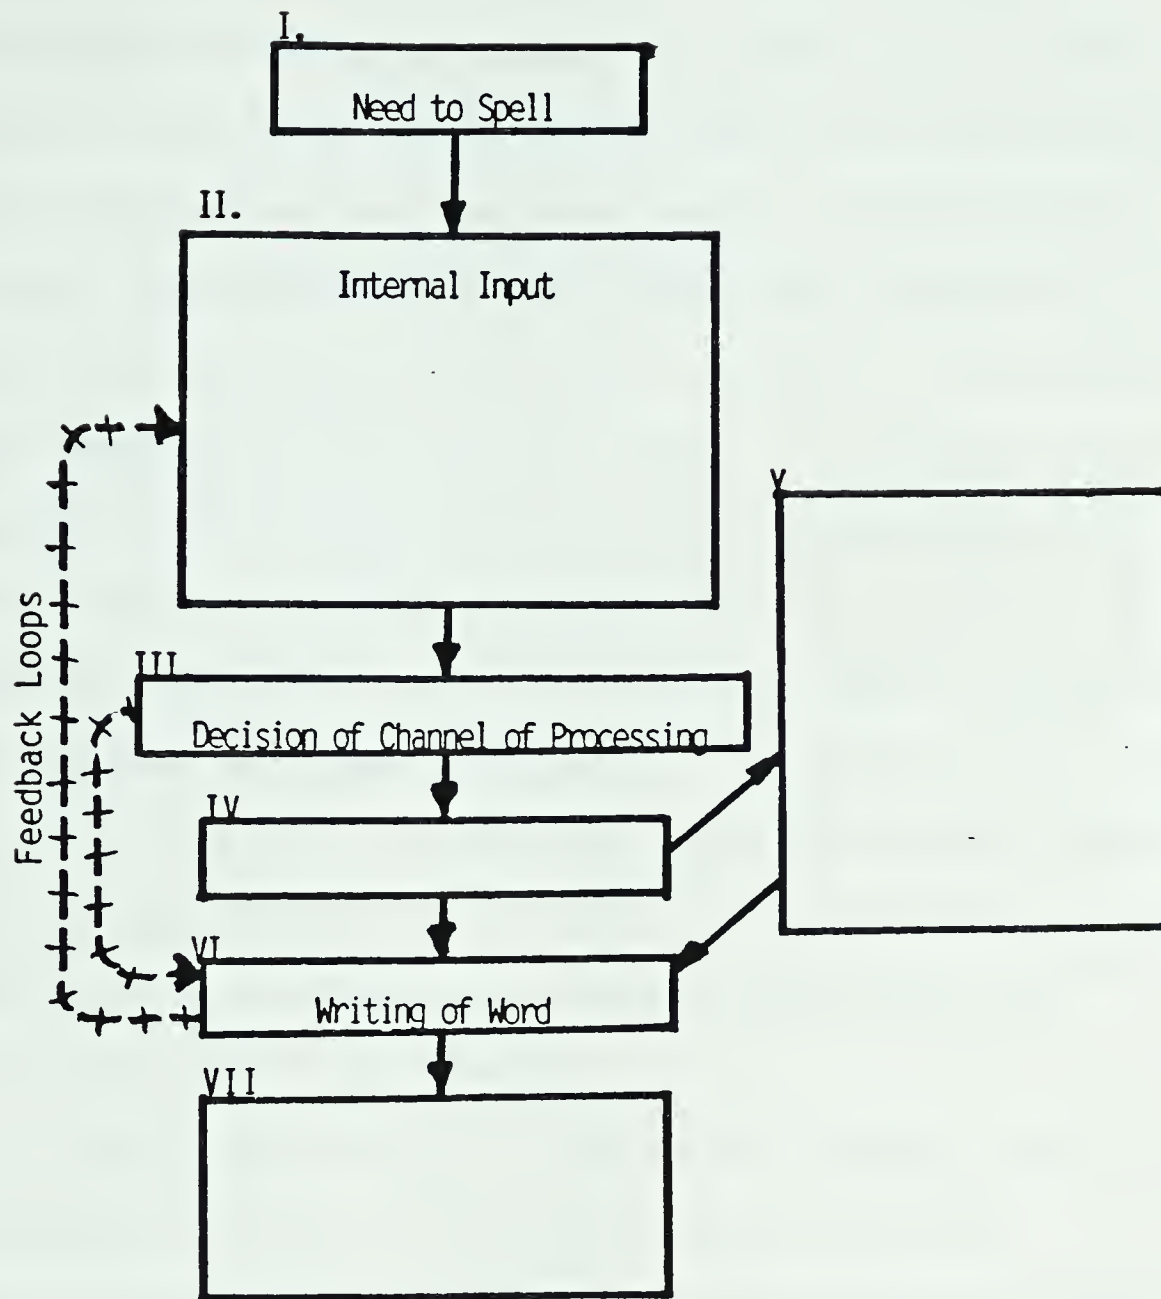 I.
Need to Spell
II.
Internal Input
V
Feedback Loops
III
Decision of Channel of Processing
IV
VI
Writing of Word
VII